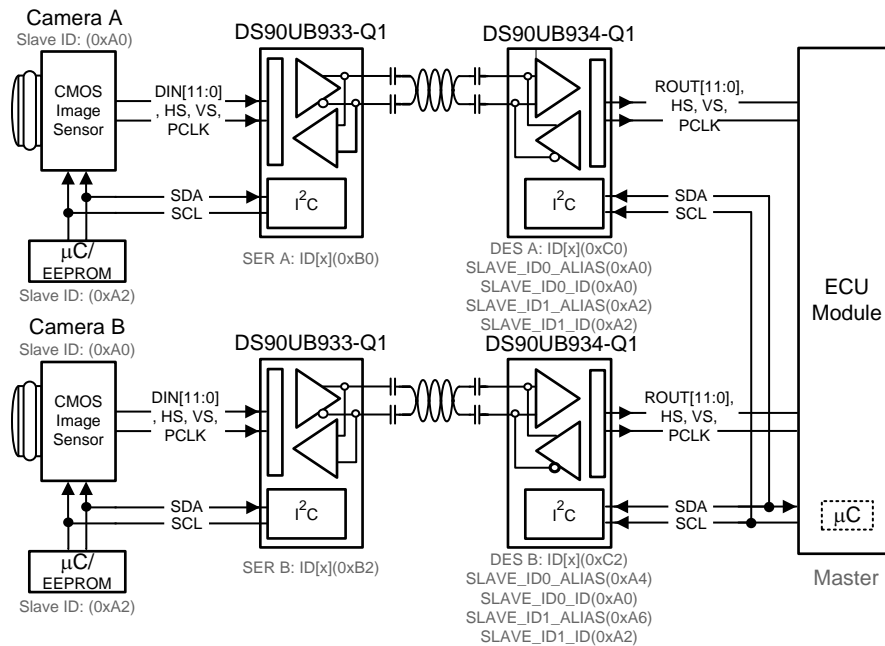 Camera A
Slave ID: (0xA0)
DS90UB933-Q1
DS90UB934-Q1
CMOS
Image
Sensor
DIN[11:0]
, HS, VS,
PCLK
ROUT[11:0],
HS, VS,
PCLK
SDA
SCL
I2C
I2C
SDA
SCL
µC/
EEPROM
Slave ID: (0xA2)
SER A: ID[x](0xB0)
DES A: ID[x](0xC0)
SLAVE_ID0_ALIAS(0xA0)
SLAVE_ID0_ID(0xA0)
SLAVE_ID1_ALIAS(0xA2)
SLAVE_ID1_ID(0xA2)
ECU
Module
Camera B
Slave ID: (0xA0)
DS90UB933-Q1
DS90UB934-Q1
CMOS
Image
Sensor
DIN[11:0]
, HS, VS,
PCLK
ROUT[11:0],
HS, VS,
PCLK
SDA
SCL
I2C
I2C
SDA
SCL
µC
µC/
EEPROM
Slave ID: (0xA2)
SER B: ID[x](0xB2)
DES B: ID[x](0xC2)
SLAVE_ID0_ALIAS(0xA4)
SLAVE_ID0_ID(0xA0)
SLAVE_ID1_ALIAS(0xA6)
SLAVE_ID1_ID(0xA2)
Master